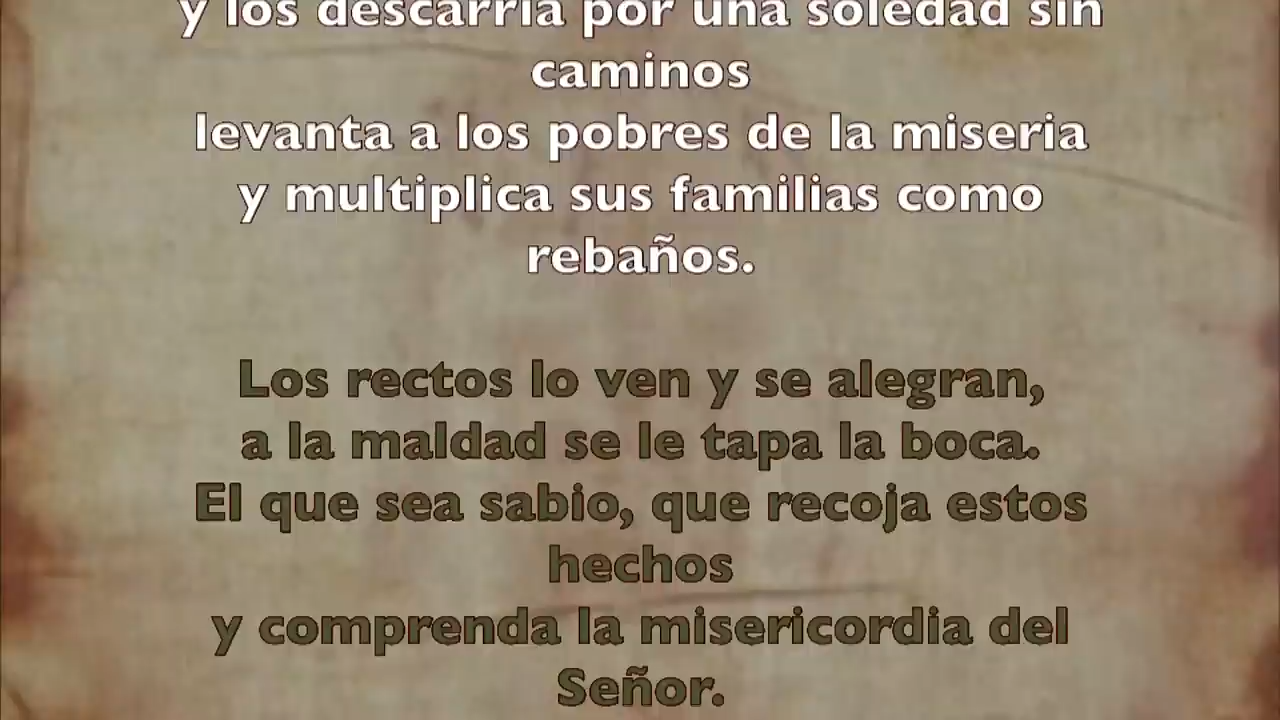 y los descarría por una soledad sin
caminos
levanta a los pobres de la miseria
y multiplica sus familias como
rebaños.
Los rectos lo ven y se alegran,
a la maldad se le tapa la boca.
El que sea sabio, que recoja estos
hechos
y comprenda la misericordia del
Señor.